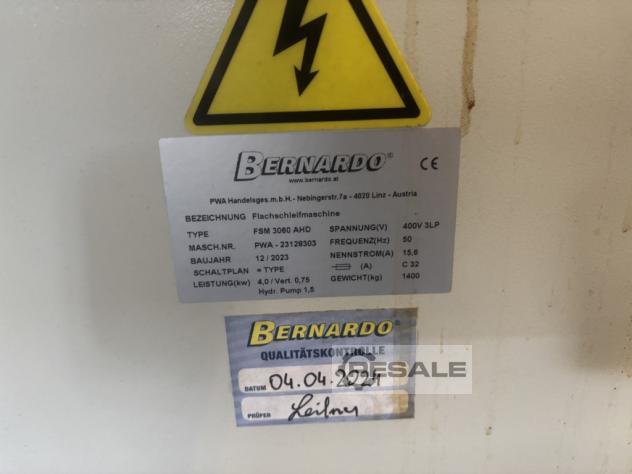 BERNARDO®
CE
www.bernardo.at
PWA Handelsges.m.b.H.- Nebingerstr.7a - 4020 Linz - Austria
BEZEICHNUNG Flachschleifmaschine
TYPE FSM 3060 AHD SPANNUNG(V) 400V 3LP
MASCH.NR. PWA - 23128303 FREQUENZ(Hz) 50
BAUJAHR 12 / 2023 NENNSTROM(A) 15,6
SCHALTPLAN = TYPE (A) C 32
LEISTUNG(kw) 4,0 / Vert. 0,75 GEWICHT(kg) 1400
Hydr. Pump 1,5
BERNARDO®
QUALITÄTSKONTROLLE
RESALE
DATUM 04.04.2024
PRÜFER